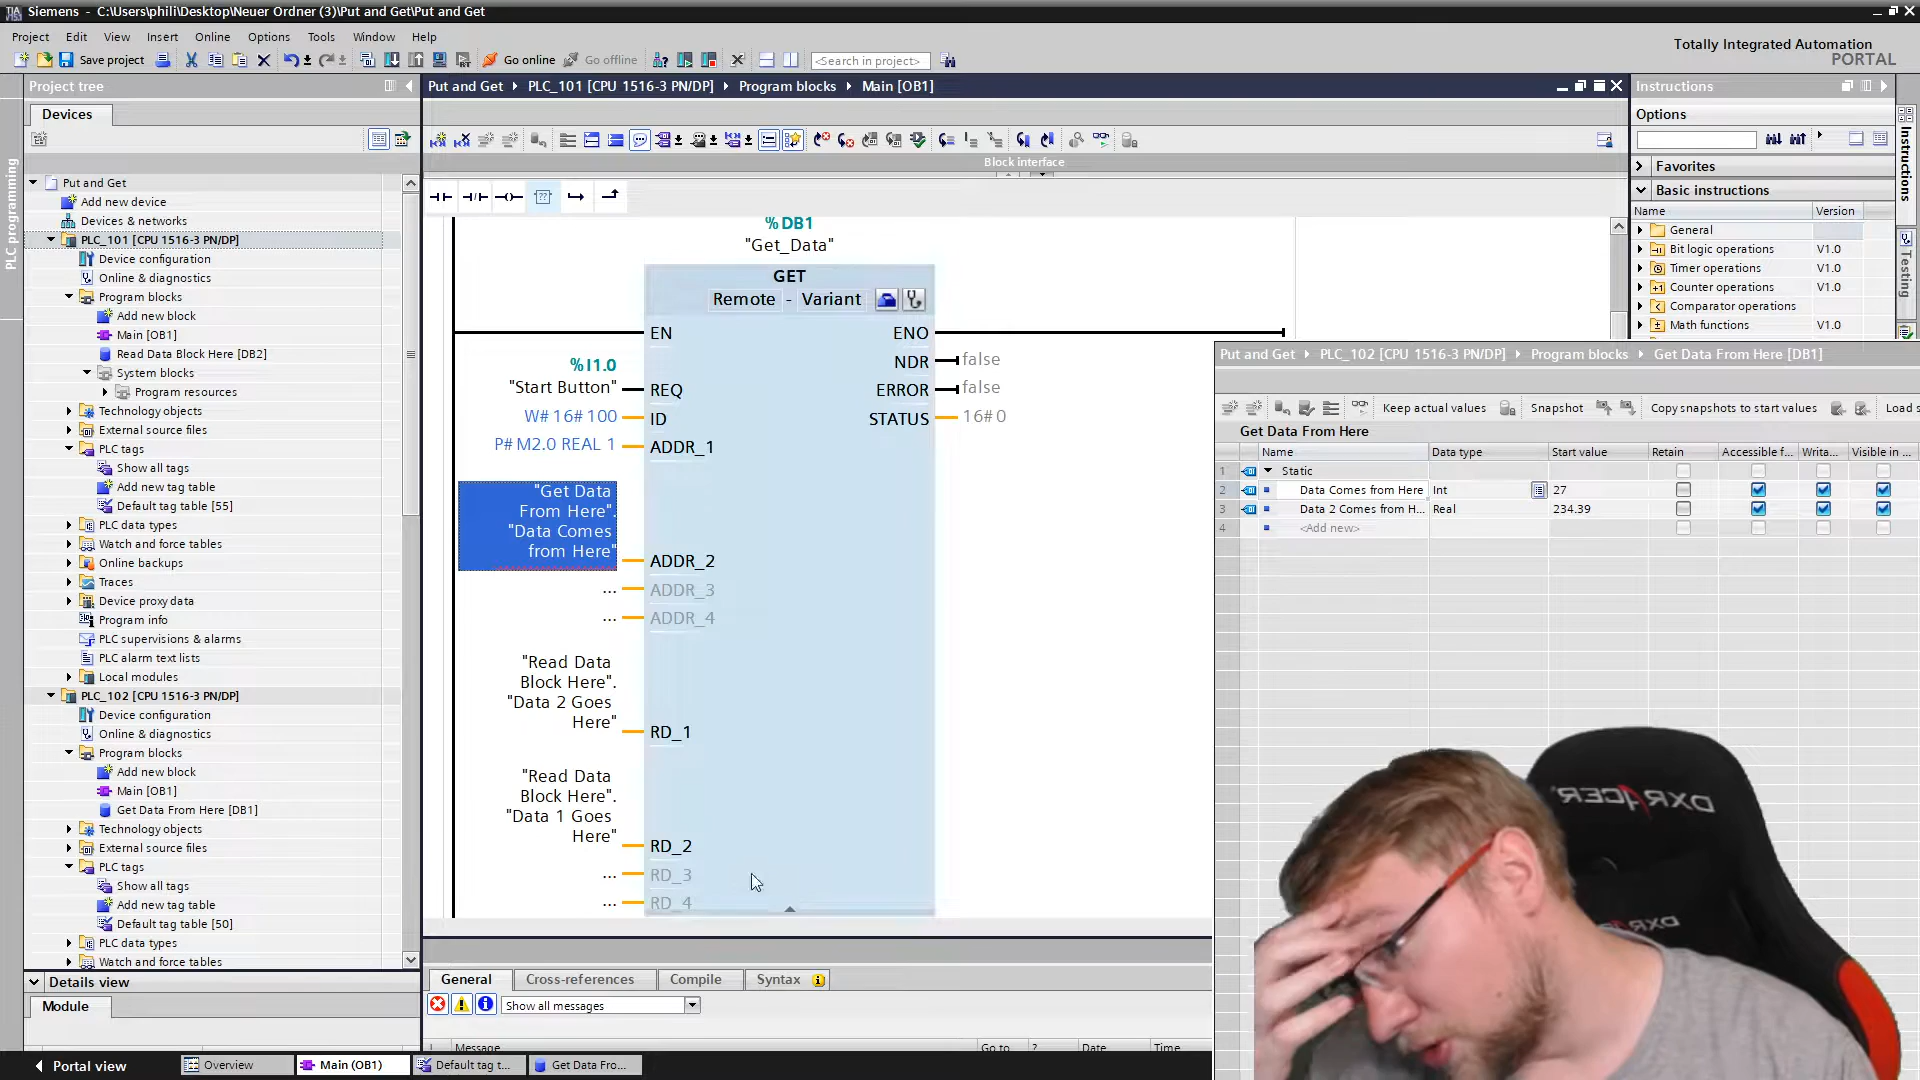 Siemens - C:\Users\phili\Desktop\Neuer Ordner (3)\Put and Get\Put and Get
Project Edit View Insert Online Options Tools Window Help
Totally Integrated Automation
PORTAL
Save project
Go online
Go offline
<Search in project>
Project tree
Put and Get PLC_101 [CPU 1516-3 PN/DP] Program blocks Main [OB1]
Instructions
Devices
Options
PLC programming
Block interface
Instructions
Testing
Favorites
Basic instructions
Name Version
General
Bit logic operations V1.0
Timer operations V1.0
Counter operations V1.0
Comparator operations
Math functions V1.0
Put and Get
Add new device
Devices & networks
PLC_101 [CPU 1516-3 PN/DP]
Device configuration
Online & diagnostics
Program blocks
Add new block
Main [OB1]
Read Data Block Here [DB2]
System blocks
Program resources
Technology objects
External source files
PLC tags
Show all tags
Add new tag table
Default tag table [55]
PLC data types
Watch and force tables
Online backups
Traces
Device proxy data
Program info
PLC supervisions & alarms
PLC alarm text lists
Local modules
PLC_102 [CPU 1516-3 PN/DP]
Device configuration
Online & diagnostics
Program blocks
Add new block
Main [OB1]
Get Data From Here [DB1]
Technology objects
External source files
PLC tags
Show all tags
Add new tag table
Default tag table [50]
PLC data types
Watch and force tables
Details view
Module
%DB1
"Get_Data"
GET
Remote - Variant
EN ENO
NDR false
%I1.0
"Start Button" REQ ERROR false
W#16#100 ID STATUS 16#0
P#M2.0 REAL 1 ADDR_1
"Get Data
From Here".
"Data Comes
from Here" ADDR_2
... ADDR_3
... ADDR_4
"Read Data
Block Here".
"Data 2 Goes
Here" RD_1
"Read Data
Block Here".
"Data 1 Goes
Here" RD_2
... RD_3
... RD_4
Put and Get PLC_102 [CPU 1516-3 PN/DP] Program blocks Get Data From Here [DB1]
Keep actual values Snapshot Copy snapshots to start values Load s
Get Data From Here
Name Data type Start value Retain Accessible f... Writa... Visible in ...
1 Static
2 Data Comes from Here Int 27
3 Data 2 Comes from H... Real 234.39
4 <Add new>
DXRACER
DXRACER
General Cross-references Compile Syntax
Show all messages
! Message Go to ? Date Time
Portal view Overview Main (OB1) Default tag t... Get Data Fro...